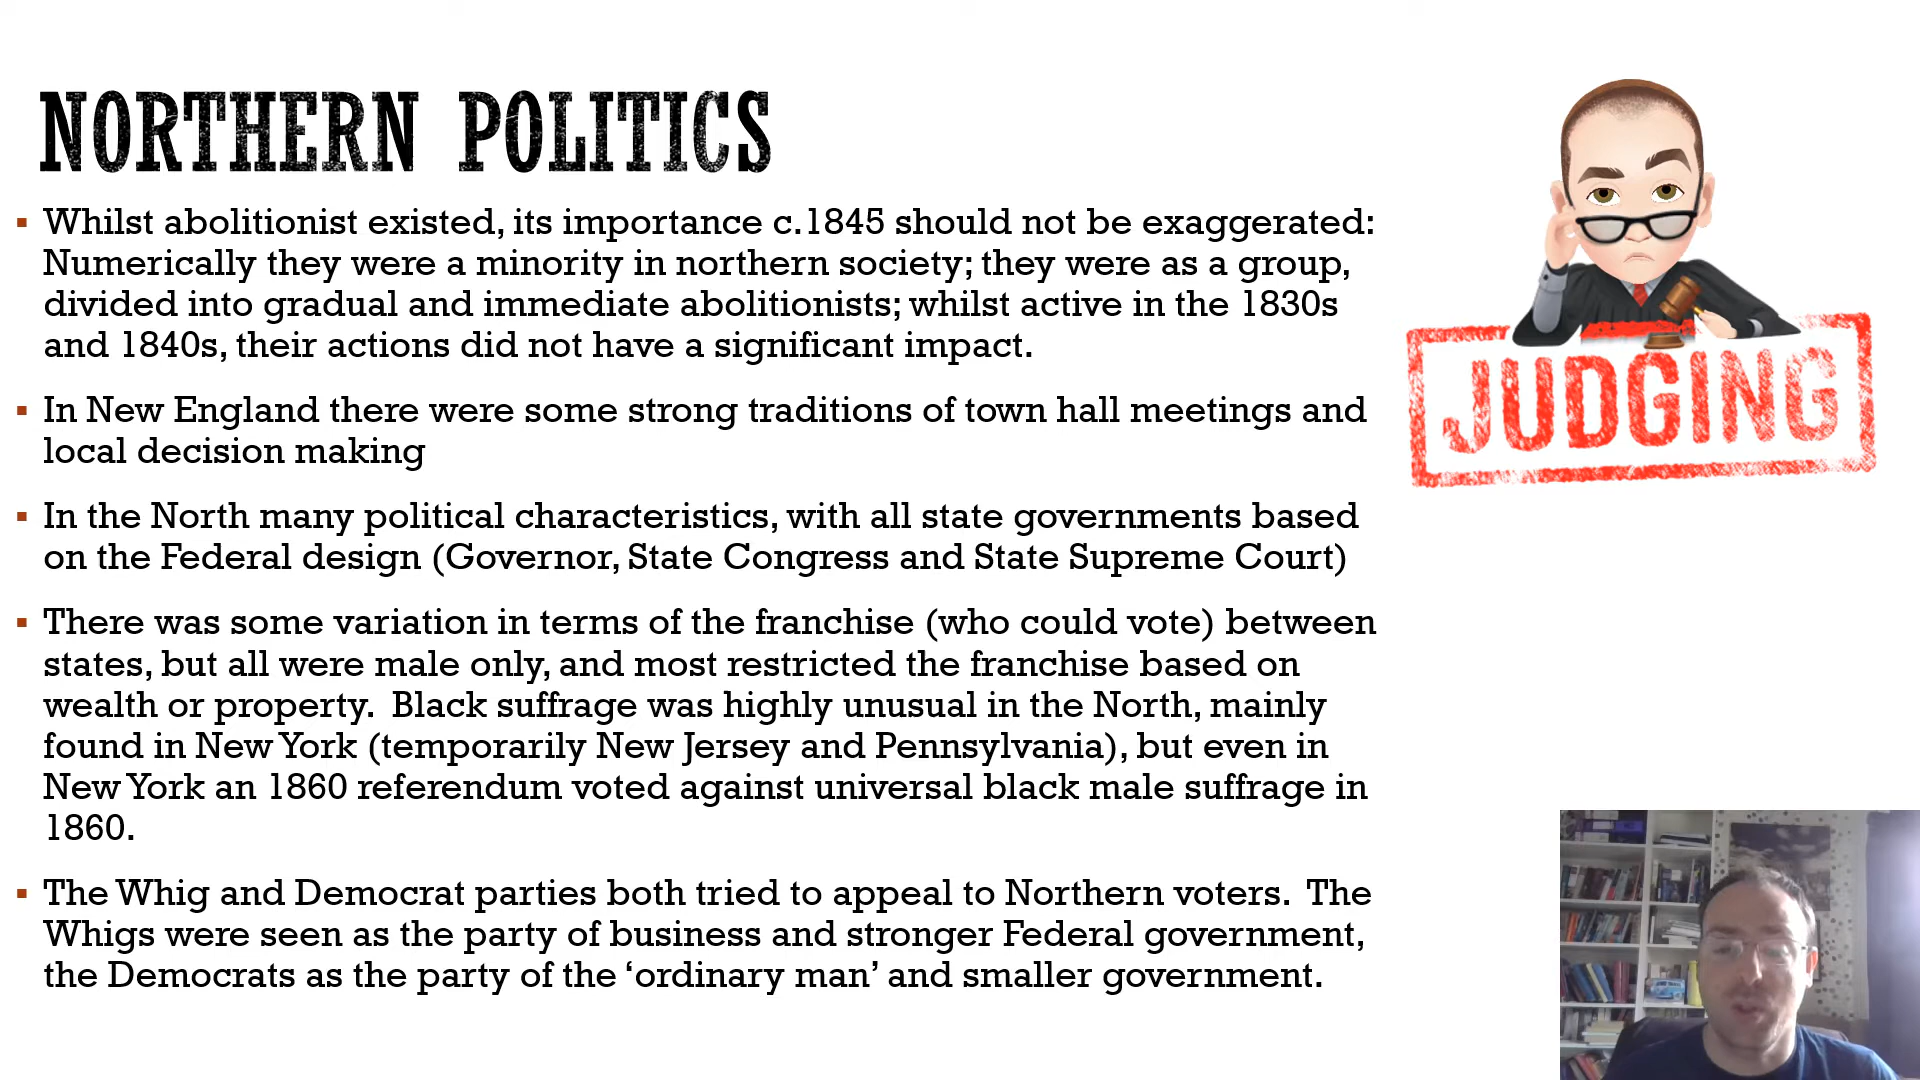 NORTHERN POLITICS
▪ Whilst abolitionist existed, its importance c.1845 should not be exaggerated:
Numerically they were a minority in northern society; they were as a group,
divided into gradual and immediate abolitionists; whilst active in the 1830s
and 1840s, their actions did not have a significant impact.
▪ In New England there were some strong traditions of town hall meetings and
local decision making
▪ In the North many political characteristics, with all state governments based
on the Federal design (Governor, State Congress and State Supreme Court)
▪ There was some variation in terms of the franchise (who could vote) between
states, but all were male only, and most restricted the franchise based on
wealth or property.  Black suffrage was highly unusual in the North, mainly
found in New York (temporarily New Jersey and Pennsylvania), but even in
New York an 1860 referendum voted against universal black male suffrage in
1860.
▪ The Whig and Democrat parties both tried to appeal to Northern voters.  The
Whigs were seen as the party of business and stronger Federal government,
the Democrats as the party of the ‘ordinary man’ and smaller government.
JUDGING